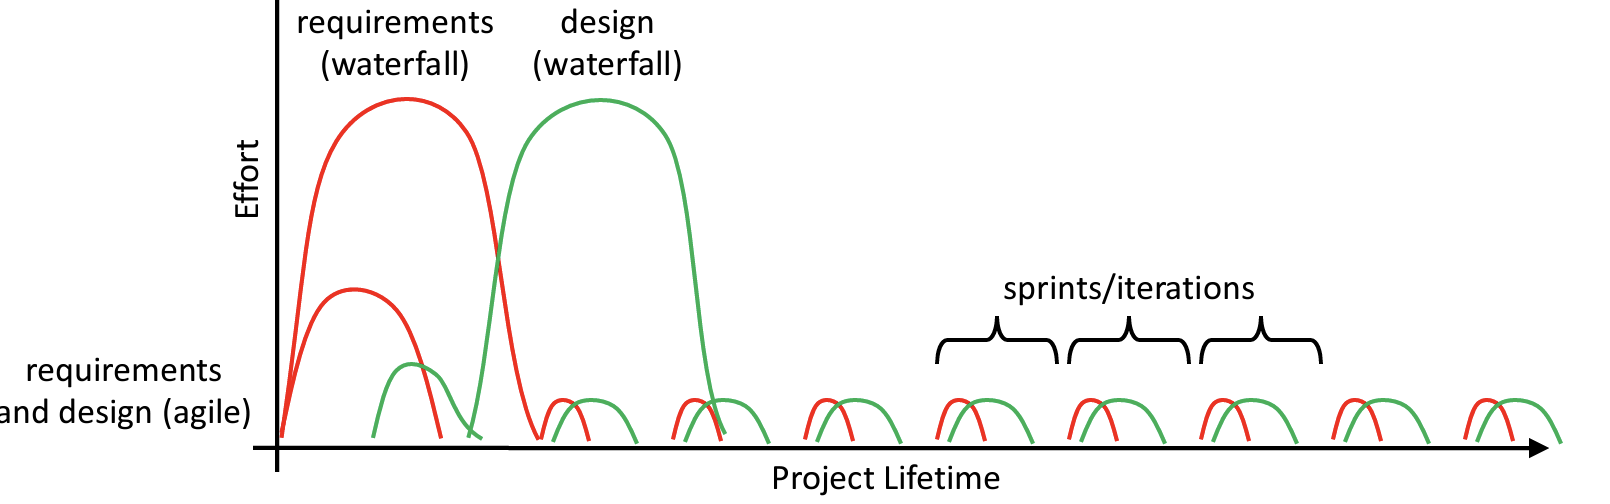 requirements
(waterfall)
design
(waterfall)
Effort
sprints/iterations
requirements
and design (agile)
Project Lifetime